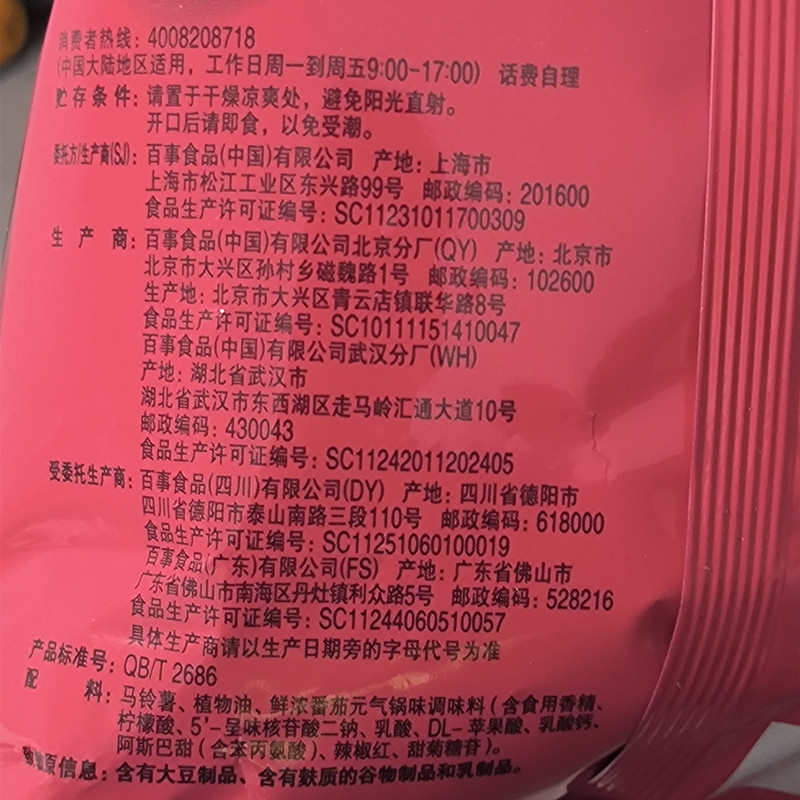 消费者热线: 4008208718
(中国大陆地区适用，工作日周一到周五9:00-17:00) 话费自理
贮存条件: 请置于干燥凉爽处，避免阳光直射。
开口后请即食，以免受潮。
委托方/生产商(SJ): 百事食品(中国)有限公司 产地: 上海市
上海市松江工业区东兴路99号 邮政编码: 201600
食品生产许可证编号: SC11231011700309
生产商: 百事食品(中国)有限公司北京分厂(QY) 产地: 北京市
北京市大兴区孙村乡磁魏路1号 邮政编码: 102600
生产地: 北京市大兴区青云店镇联华路8号
食品生产许可证编号: SC10111151410047
百事食品(中国)有限公司武汉分厂(WH)
产地: 湖北省武汉市
湖北省武汉市东西湖区走马岭汇通大道10号
邮政编码: 430043
食品生产许可证编号: SC11242011202405
受委托生产商: 百事食品(四川)有限公司(DY) 产地: 四川省德阳市
四川省德阳市泰山南路三段110号 邮政编码: 618000
食品生产许可证编号: SC11251060100019
百事食品(广东)有限公司(FS) 产地: 广东省佛山市
广东省佛山市南海区丹灶镇利众路5号 邮政编码: 528216
食品生产许可证编号: SC11244060510057
具体生产商请以生产日期旁的字母代号为准
产品标准号: QB/T 2686
配料: 马铃薯、植物油、鲜浓番茄元气锅味调味料(含食用香精、
柠檬酸、5'-呈味核苷酸二钠、乳酸、DL-苹果酸、乳酸钙、
阿斯巴甜(含苯丙氨酸)、辣椒红、甜菊糖苷)。
致敏原信息: 含有大豆制品、含有麸质的谷物制品和乳制品。